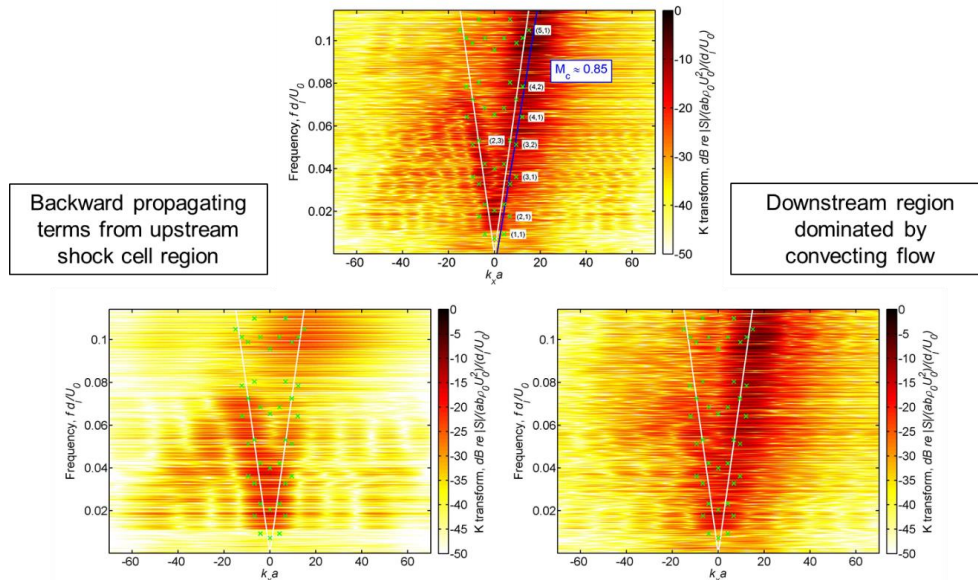 0.1
0.08
0.06
0.04
0.02
Frequency, f d_j/U_0
-60 -40 -20 0 20 40 60
k_x a
(5,1)
M_c ≈ 0.85
(4,2)
(4,1)
(2,3)
(3,2)
(3,1)
(2,1)
(1,1)
0
-10
-20
-30
-40
-50
K transform, dB re |S|/(abρ_0U_0^2)/(d_j/U_0)
Backward propagating
terms from upstream
shock cell region
Downstream region
dominated by
convecting flow
0.1
0.08
0.06
0.04
0.02
Frequency, f d_j/U_0
-60 -40 -20 0 20 40 60
k_x a
0
-5
-10
-15
-20
-25
-30
-35
-40
-45
-50
K transform, dB re |S|/(abρ_0U_0^2)/(d_j/U_0)
0.1
0.08
0.06
0.04
0.02
Frequency, f d_j/U_0
-60 -40 -20 0 20 40 60
k_x a
0
-5
-10
-15
-20
-25
-30
-35
-40
-45
-50
K transform, dB re |S|/(abρ_0U_0^2)/(d_j/U_0)